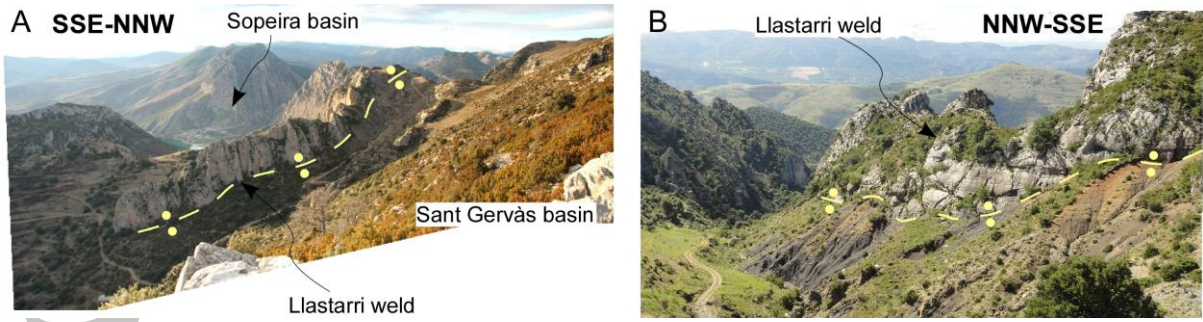 A SSE-NNW
Sopeira basin
Sant Gervàs basin
Llastarri weld
B
Llastarri weld
NNW-SSE